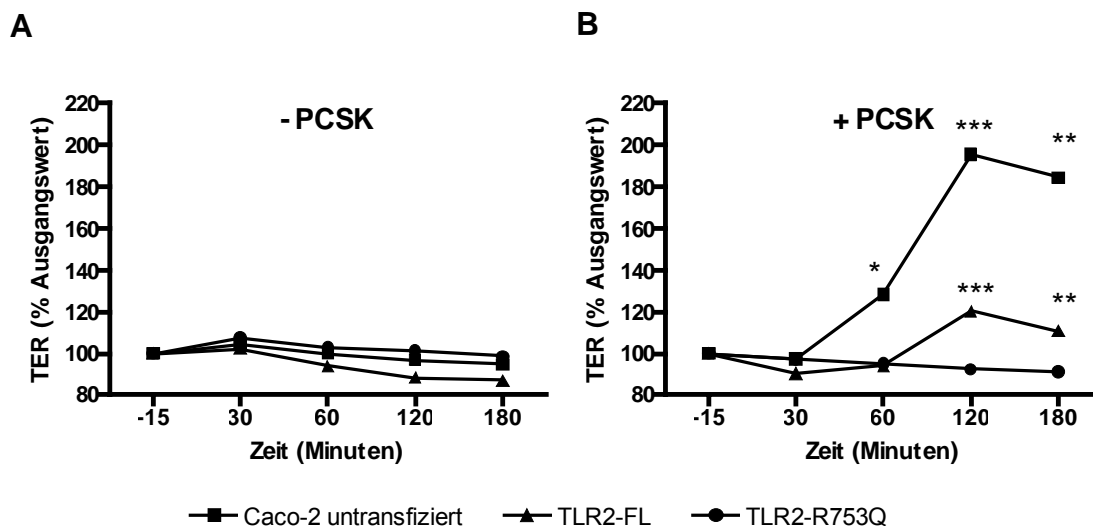 A
- PCSK
TER (% Ausgangswert)
220
200
180
160
140
120
100
80
-15 30 60 120 180
Zeit (Minuten)
B
+ PCSK
TER (% Ausgangswert)
220
200
180
160
140
120
100
80
*** **
*
*** **
-15 30 60 120 180
Zeit (Minuten)
Caco-2 untransfiziert TLR2-FL TLR2-R753Q